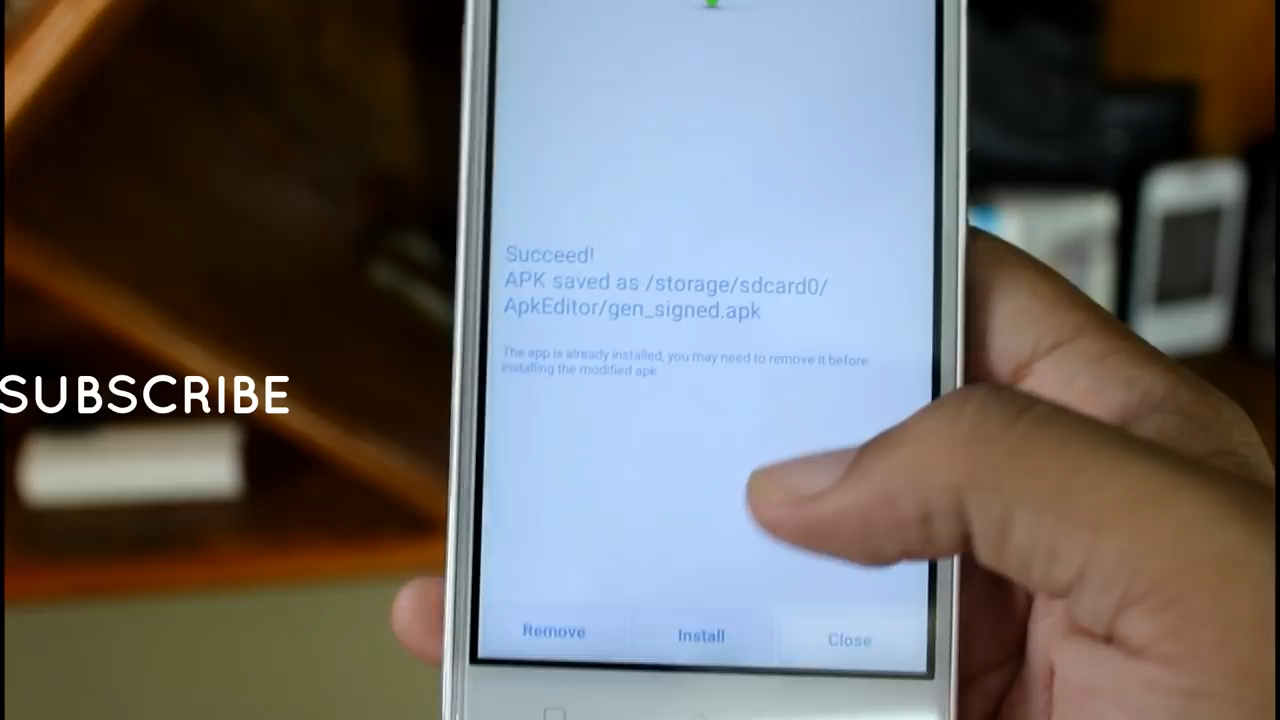 Succeed!
APK saved as /storage/sdcard0/
ApkEditor/gen_signed.apk
The app is already installed, you may need to remove it before
installing the modified apk.
SUBSCRIBE
Remove
Install
Close